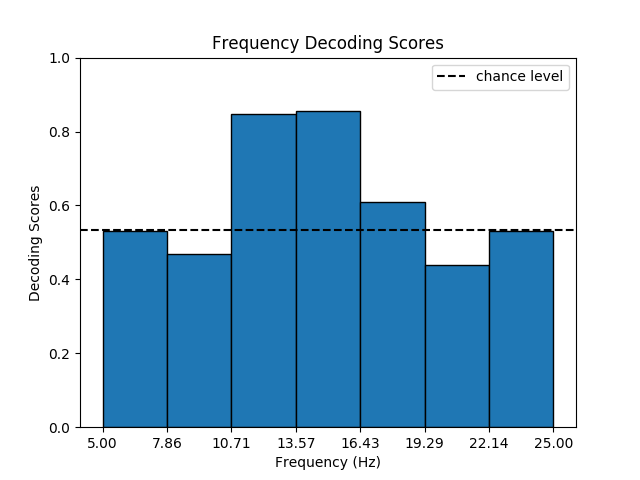 Frequency Decoding Scores
chance level
1.0
0.8
0.6
0.4
0.2
0.0
Decoding Scores
5.00 7.86 10.71 13.57 16.43 19.29 22.14 25.00
Frequency (Hz)